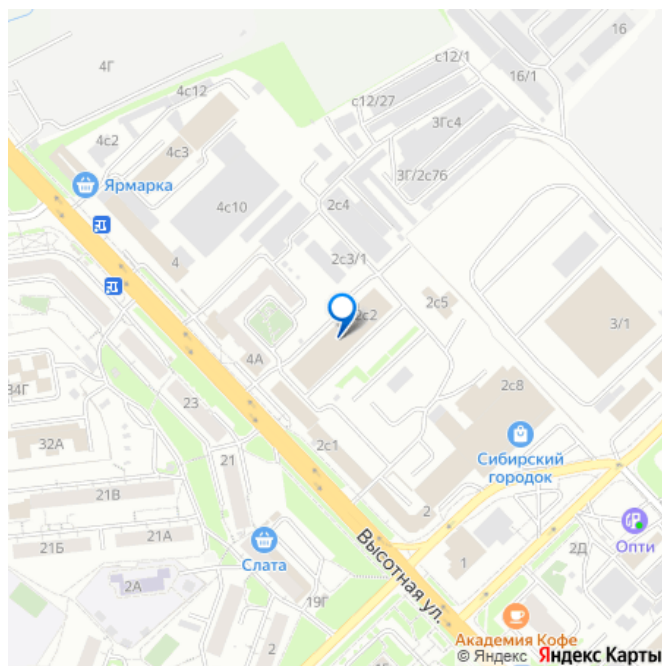 16
4Г
с12/1
16/1
4с12
с12/27
4с2
3Гс4
4с3
3Г/2с76
Ярмарка
4с10
2с4
4
2с3/1
2с5
2с2
3/1
4А
34Г
2с8
23
32А
2с1
Сибирский
городок
21
21В
2
Опти
21Б
21А
Слата
Высотная ул.
1
2Д
2А
19Г
Академия Кофе
2
15
© Яндекс Яндекс Карты